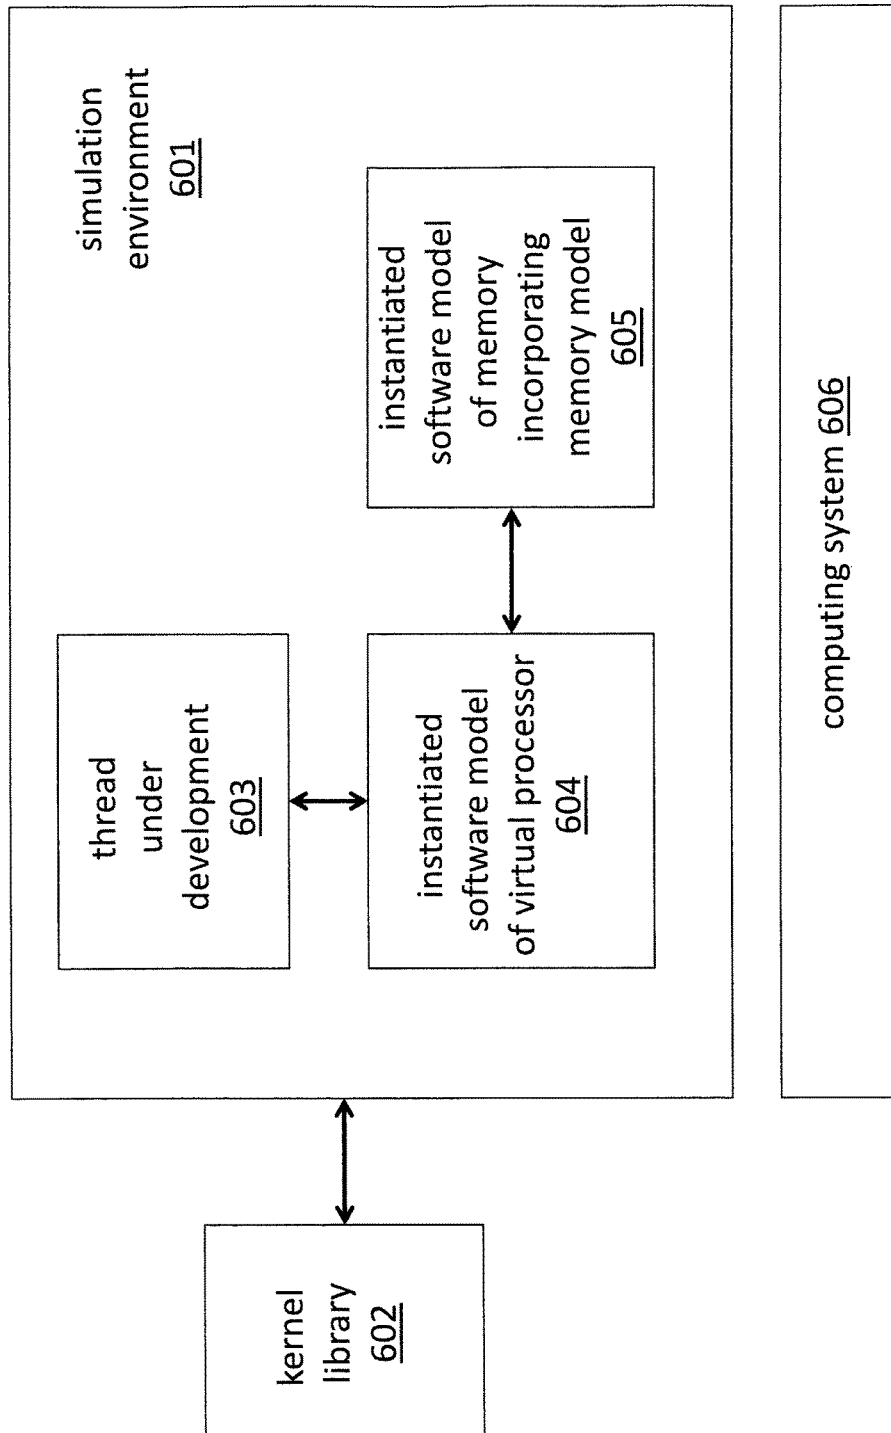 simulation
environment
601
thread
under
development
603
instantiated
software model
of virtual processor
604
instantiated
software model
of memory
incorporating
memory model
605
kernel
library
602
computing system 606